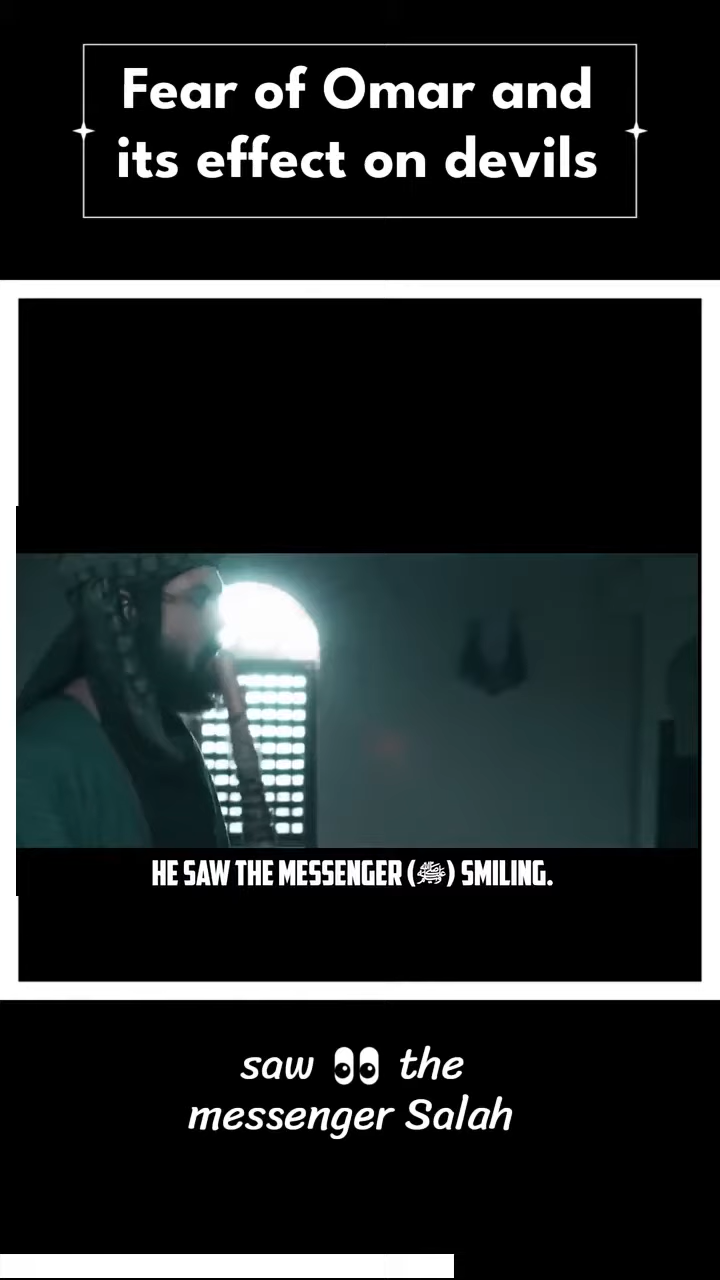 Fear of Omar and
its effect on devils
HE SAW THE MESSENGER (ﷺ) SMILING.
saw 👀 the
messenger Salah